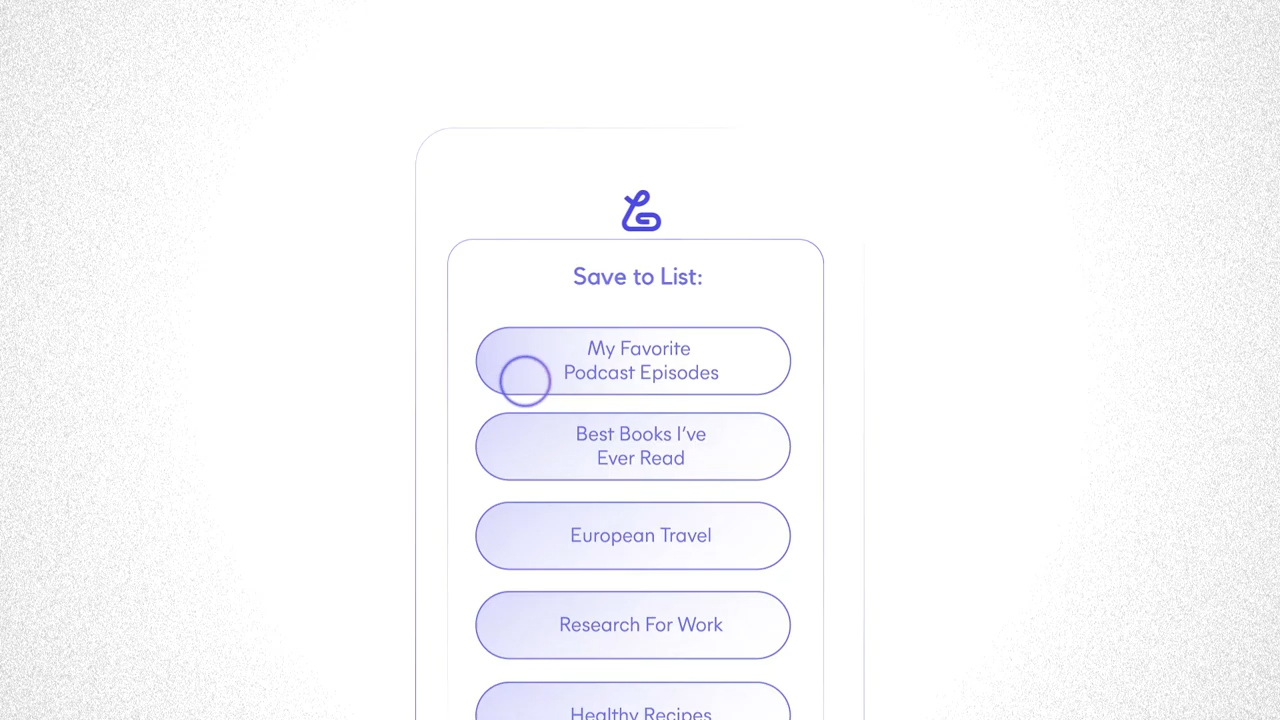 Save to List:
My Favorite
Podcast Episodes
Best Books I've
Ever Read
European Travel
Research For Work
Healthy Recipes